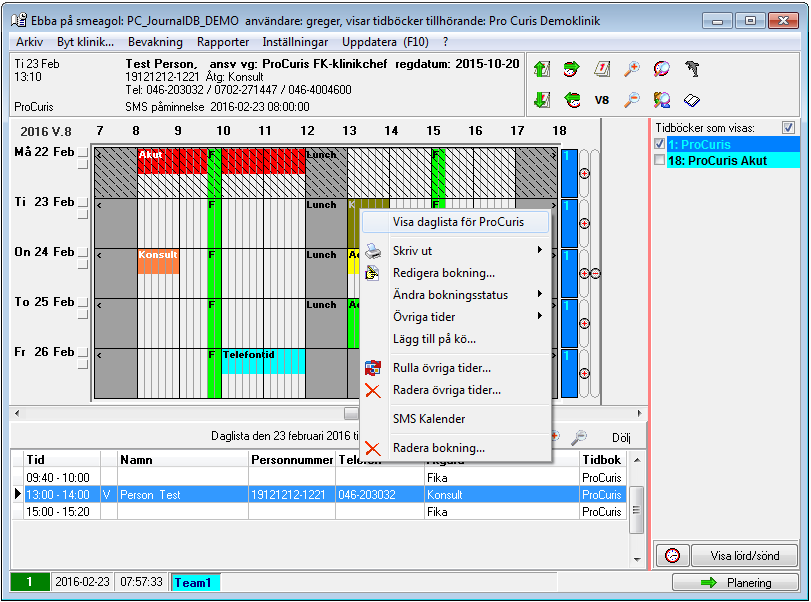 Ebba på smeagol: PC_JournalDB_DEMO användare: greger, visar tidböcker tillhörande: Pro Curis Demoklinik
Arkiv Byt klinik... Bevakning Rapporter Inställningar Uppdatera (F10) ?
Ti 23 Feb
13:10
ProCuris
Test Person, ansv vg: ProCuris FK-klinikchef regdatum: 2015-10-20
19121212-1221 Åtg: Konsult
Tel: 046-203032 / 0702-271447 / 046-4004600
SMS påminnelse 2016-02-23 08:00:00
V8
2016 V.8 7 8 9 10 11 12 13 14 15 16 17 18
Må 22 Feb < Akut F Lunch F > 1
Ti 23 Feb < F Lunch K F > 1
On 24 Feb < Konsult F Lunch A 1
To 25 Feb < F Lunch A 1
Fr 26 Feb < F Telefontid Lunch 1
Visa daglista för ProCuris
Skriv ut
Redigera bokning...
Ändra bokningsstatus
Övriga tider
Lägg till på kö...
Rulla övriga tider...
Radera övriga tider...
SMS Kalender
Radera bokning...
Tidböcker som visas:
1: ProCuris
18: ProCuris Akut
Daglista den 23 februari 2016 ti
Dölj
Tid Namn Personnummer Telefon Åtgärd Tidbok
09:40 - 10:00 Fika ProCuris
13:00 - 14:00 V Person Test 19121212-1221 046-203032 Konsult ProCuris
15:00 - 15:20 Fika ProCuris
Visa lörd/sönd
Planering
1 2016-02-23 07:57:33 Team1